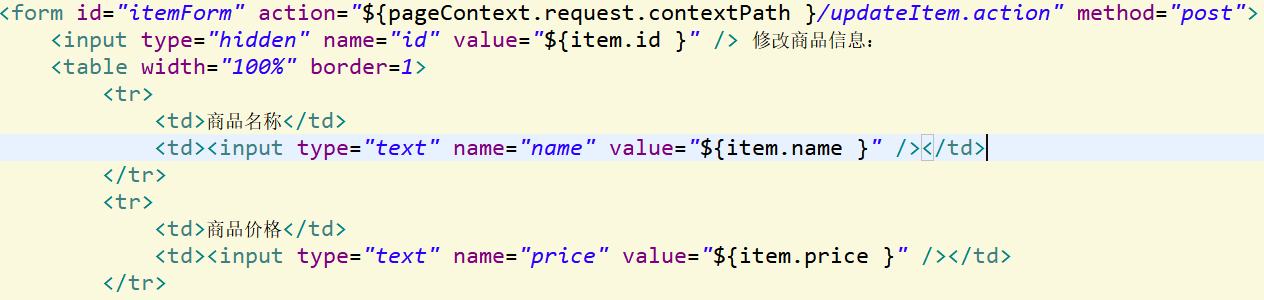 <form id="itemForm" action="${pageContext.request.contextPath }/updateItem.action" method="post">
<input type="hidden" name="id" value="${item.id }" /> 修改商品信息：
<table width="100%" border=1>
<tr>
<td>商品名称</td>
<td><input type="text" name="name" value="${item.name }" /></td>
</tr>
<tr>
<td>商品价格</td>
<td><input type="text" name="price" value="${item.price }" /></td>
</tr>